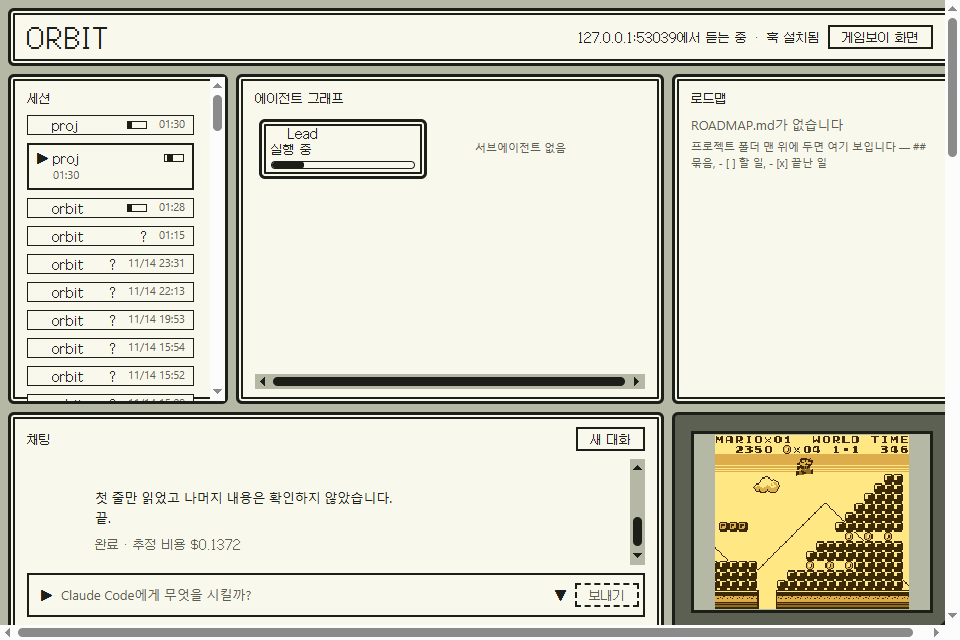 ORBIT
127.0.0.1:53039에서 듣는 중 · 훅 설치됨
게임보이 화면
세션
proj 01:30
▶ proj
01:30
orbit 01:28
orbit ? 01:15
orbit ? 11/14 23:31
orbit ? 11/14 22:13
orbit ? 11/14 19:53
orbit ? 11/14 15:54
orbit ? 11/14 15:52
에이전트 그래프
Lead
실행 중
서브에이전트 없음
로드맵
ROADMAP.md가 없습니다
프로젝트 폴더 맨 위에 두면 여기 보입니다 — ##
묶음, - [ ] 할 일, - [x] 끝난 일
채팅
새 대화
첫 줄만 읽었고 나머지 내용은 확인하지 않았습니다.
끝.
완료 · 추정 비용 $0.1372
▶ Claude Code에게 무엇을 시킬까? ▼
보내기
MARIO×01 WORLD TIME
2350 0×04 1-1 346